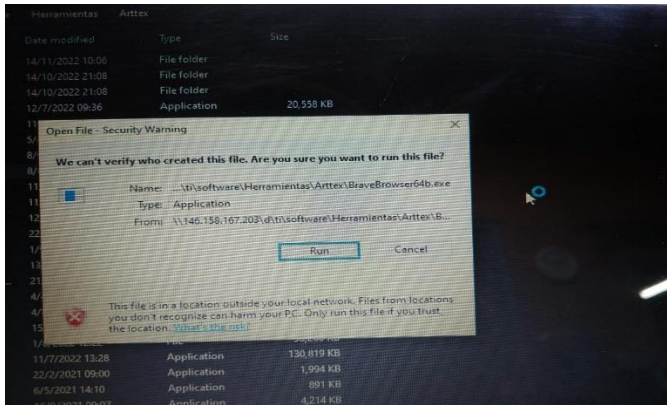 Herramientas Arttex
Date modified Type Size
14/11/2022 10:06 File folder
14/10/2022 21:08 File folder
14/10/2022 21:08 File folder
12/7/2022 09:36 Application 20,558 KB
Open File - Security Warning
We can't verify who created this file. Are you sure you want to run this file?
Name: ...\ti\software\Herramientas\Arttex\BraveBrowser64b.exe
Type: Application
From: \\146.158.167.203\d\ti\software\Herramientas\Arttex\B...
Run Cancel
This file is in a location outside your local network. Files from locations
you don't recognize can harm your PC. Only run this file if you trust
the location. What's the risk?
11/7/2022 13:28 Application 130,819 KB
22/2/2021 09:00 Application 1,994 KB
6/5/2021 14:10 Application 891 KB
Application 4,214 KB